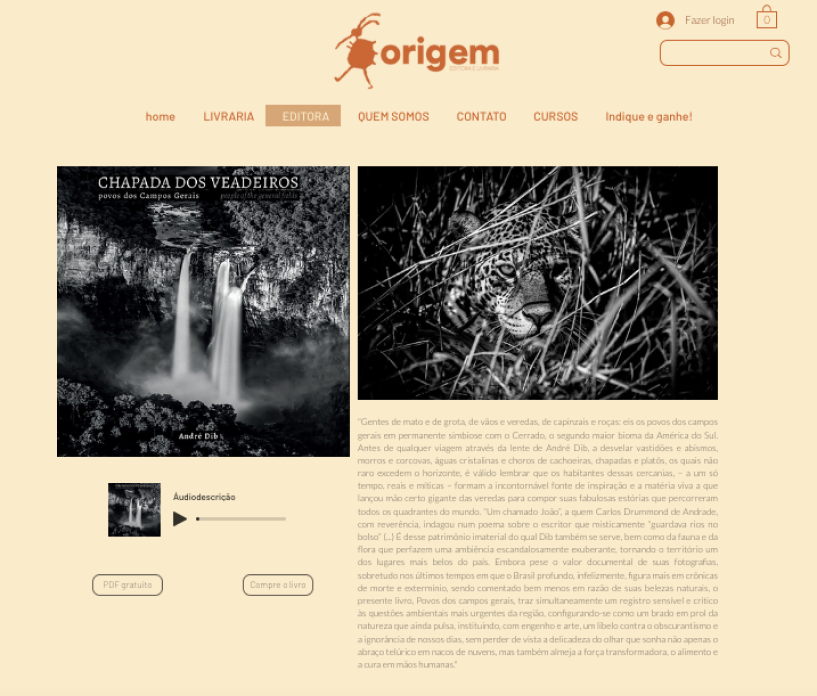 Fazer login
0
origem
EDITORA E LIVRARIA
home LIVRARIA EDITORA QUEM SOMOS CONTATO CURSOS Indique e ganhe!
CHAPADA DOS VEADEIROS
povos dos Campos Gerais people of the general fields
André Dib
"Gentes de mato e de grota, de vãos e veredas, de capinzais e roças: eis os povos dos campos
gerais em permanente simbiose com o Cerrado, o segundo maior bioma da América do Sul.
Antes de qualquer viagem através da lente de André Dib, a desvelar vastidões e abismos,
morros e corcovas, águas cristalinas e choros de cachoeiras, chapadas e platôs, os quais não
raro excedem o horizonte, é válido lembrar que os habitantes dessas cercanias, – a um só
tempo, reais e míticas – formam a incontornável fonte de inspiração e a matéria viva a que
lançou mão certo gigante das veredas para compor suas fabulosas estórias que percorreram
todos os quadrantes do mundo. "Um chamado João", a quem Carlos Drummond de Andrade,
com reverência, indagou num poema sobre o escritor que misticamente "guardava rios no
bolso" (...) É desse patrimônio imaterial do qual Dib também se serve, bem como da fauna e da
flora que perfazem uma ambiência escandalosamente exuberante, tornando o território um
dos lugares mais belos do país. Embora pese o valor documental de suas fotografias,
sobretudo nos últimos tempos em que o Brasil profundo, infelizmente, figura mais em crônicas
de morte e extermínio, sendo comentado bem menos em razão de suas belezas naturais, o
presente livro, Povos dos campos gerais, traz simultaneamente um registro sensível e crítico
às questões ambientais mais urgentes da região, configurando-se como um brado em prol da
natureza que ainda pulsa, instituindo, com engenho e arte, um libelo contra o obscurantismo e
a ignorância de nossos dias, sem perder de vista a delicadeza do olhar que sonha não apenas o
abraço telúrico em nacos de nuvens, mas também almeja a força transformadora, o alimento e
a cura em mãos humanas."
Áudiodescrição
PDF gratuito Compre o livro